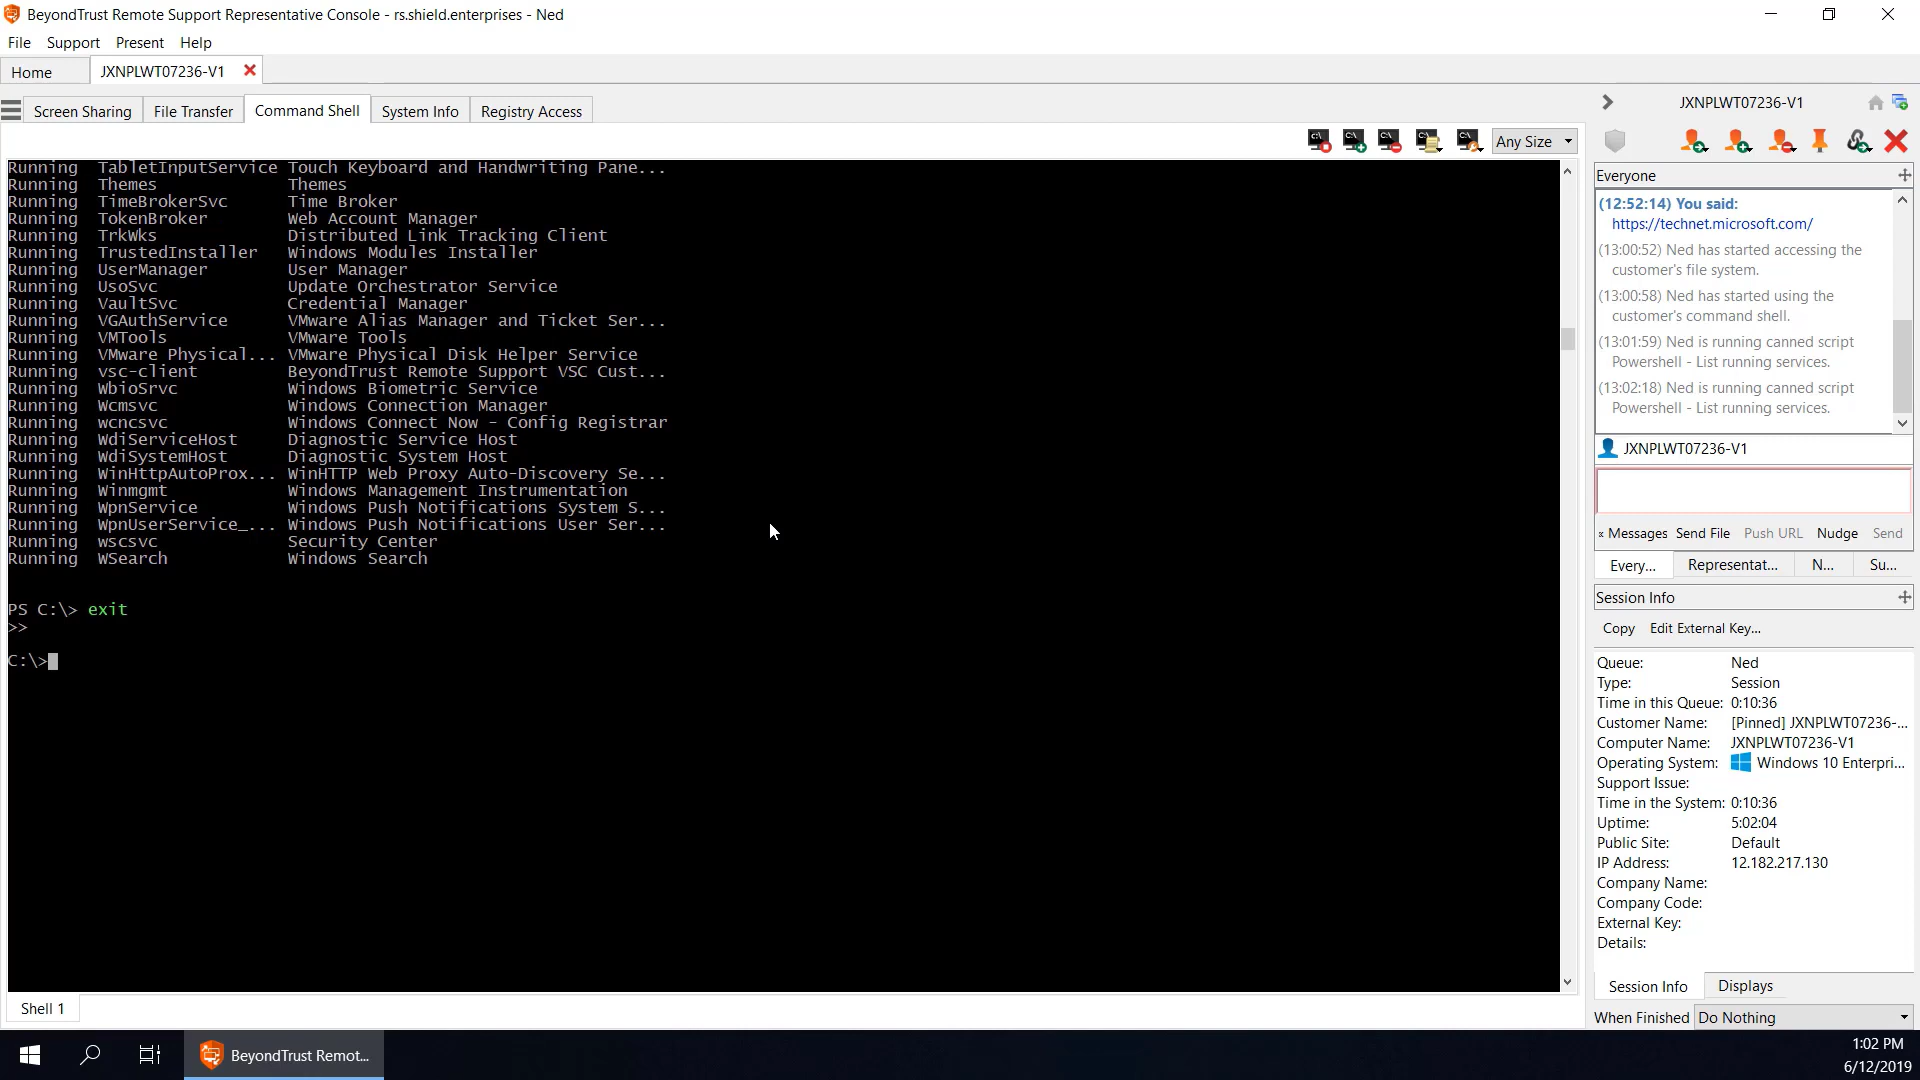 BeyondTrust Remote Support Representative Console - rs.shield.enterprises - Ned
File Support Present Help
Home JXNPLWT07236-V1
Screen Sharing File Transfer Command Shell System Info Registry Access
Any Size
Running TabletInputService Touch Keyboard and Handwriting Pane...
Running Themes Themes
Running TimeBrokerSvc Time Broker
Running TokenBroker Web Account Manager
Running TrkWks Distributed Link Tracking Client
Running TrustedInstaller Windows Modules Installer
Running UserManager User Manager
Running UsoSvc Update Orchestrator Service
Running VaultSvc Credential Manager
Running VGAuthService VMware Alias Manager and Ticket Ser...
Running VMTools VMware Tools
Running VMware Physical... VMware Physical Disk Helper Service
Running vsc-client BeyondTrust Remote Support VSC Cust...
Running WbioSrvc Windows Biometric Service
Running Wcmsvc Windows Connection Manager
Running wcncsvc Windows Connect Now - Config Registrar
Running WdiServiceHost Diagnostic Service Host
Running WdiSystemHost Diagnostic System Host
Running WinHttpAutoProx... WinHTTP Web Proxy Auto-Discovery Se...
Running Winmgmt Windows Management Instrumentation
Running WpnService Windows Push Notifications System S...
Running WpnUserService_... Windows Push Notifications User Ser...
Running wscsvc Security Center
Running WSearch Windows Search
PS C:\> exit
>>
C:\>
Shell 1
JXNPLWT07236-V1
Everyone
(12:52:14) You said:
https://technet.microsoft.com/
(13:00:52) Ned has started accessing the
customer's file system.
(13:00:58) Ned has started using the
customer's command shell.
(13:01:59) Ned is running canned script
Powershell - List running services.
(13:02:18) Ned is running canned script
Powershell - List running services.
JXNPLWT07236-V1
Messages Send File Push URL Nudge Send
Every... Representat... N... Su...
Session Info
Copy Edit External Key...
Queue: Ned
Type: Session
Time in this Queue: 0:10:36
Customer Name: [Pinned] JXNPLWT07236-...
Computer Name: JXNPLWT07236-V1
Operating System: Windows 10 Enterpri...
Support Issue:
Time in the System: 0:10:36
Uptime: 5:02:04
Public Site: Default
IP Address: 12.182.217.130
Company Name:
Company Code:
External Key:
Details:
Session Info Displays
When Finished Do Nothing
BeyondTrust Remot...
1:02 PM
6/12/2019